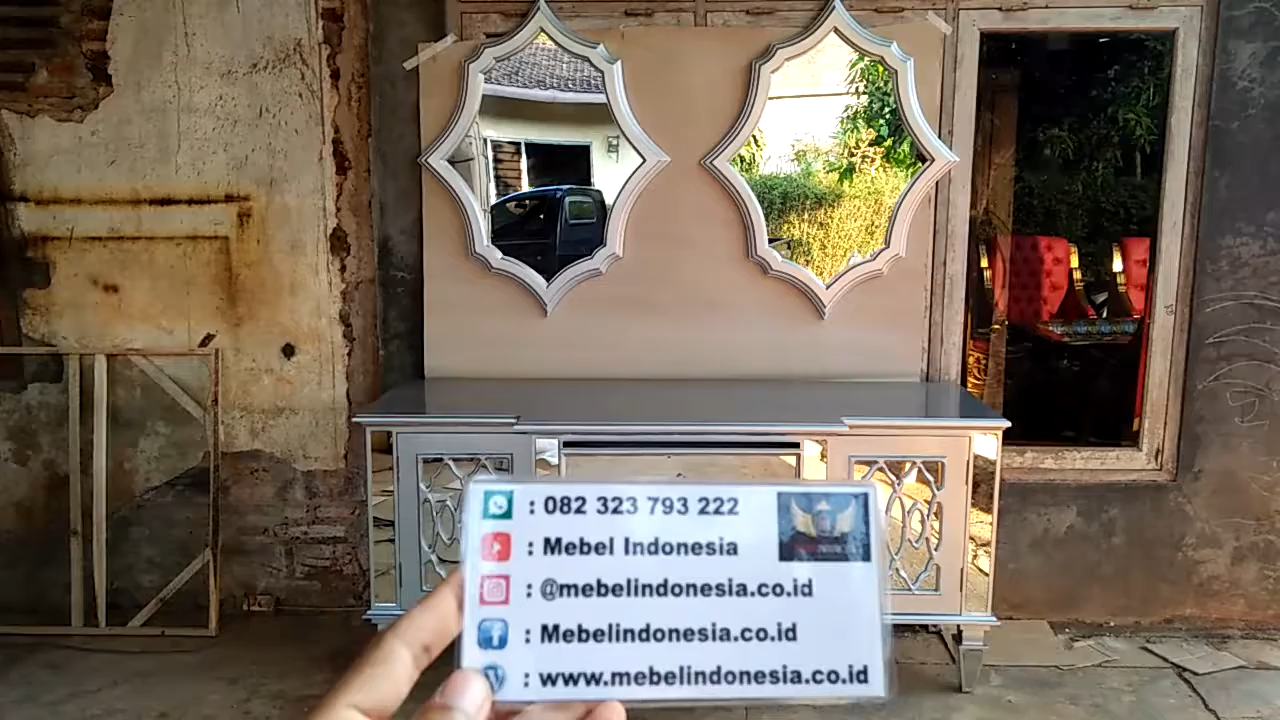 : 082 323 793 222
: Mebel Indonesia
: @mebelindonesia.co.id
: Mebelindonesia.co.id
: www.mebelindonesia.co.id